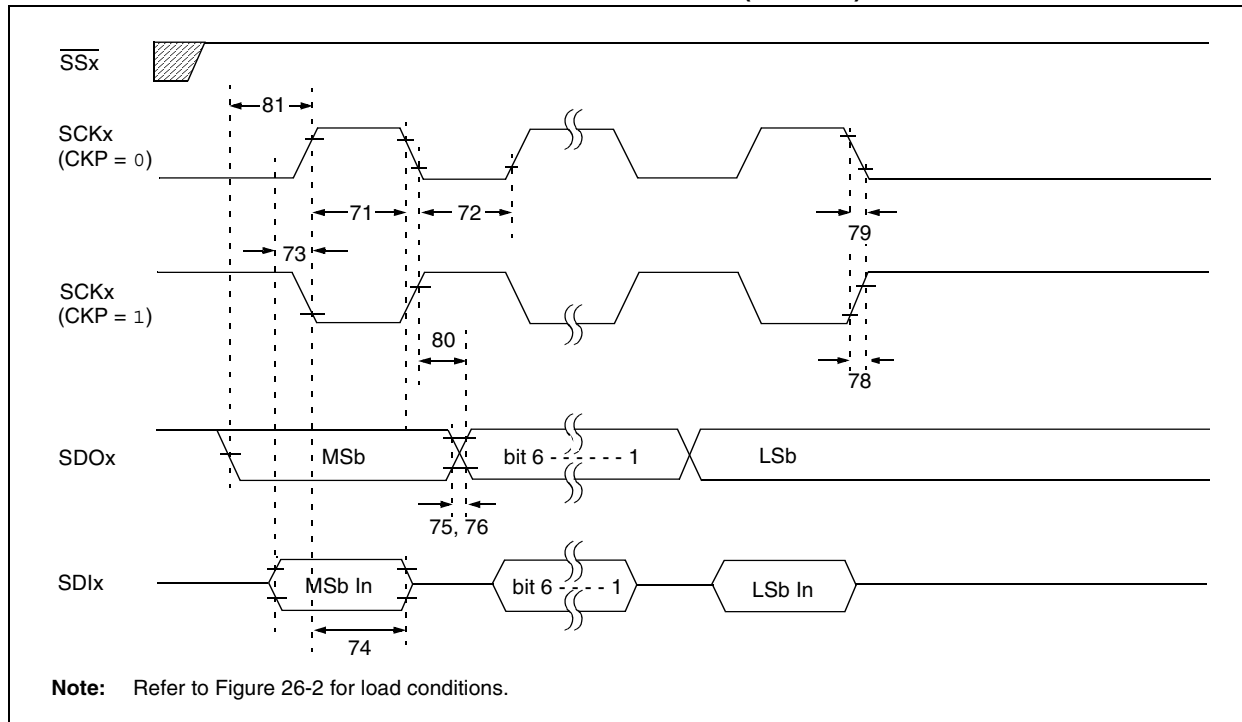 SSx
81
SCKx
(CKP = 0)
71
72
79
73
SCKx
(CKP = 1)
80
78
SDOx
MSb
bit 6 - - - - - - 1
LSb
75, 76
SDIx
MSb In
bit 6 - - - - - 1
LSb In
74
Note: Refer to Figure 26-2 for load conditions.